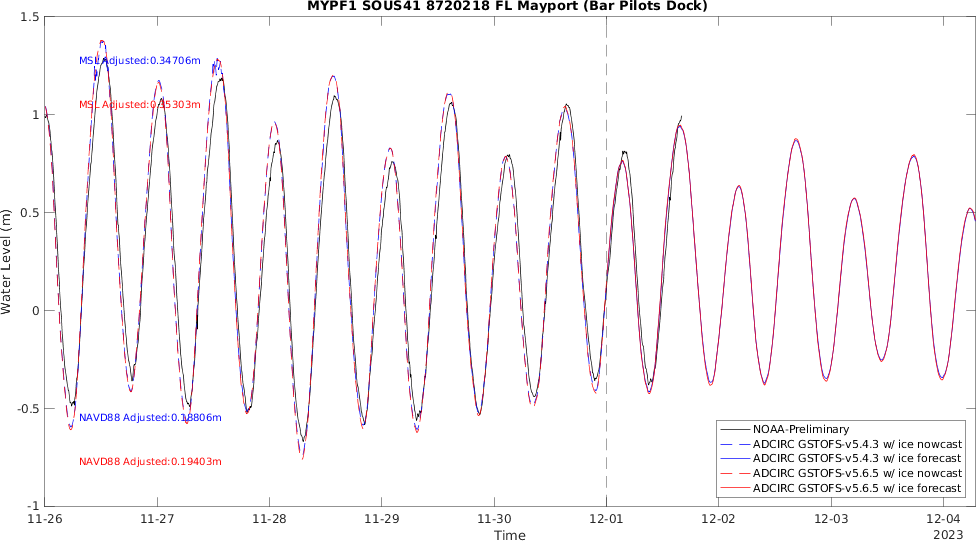 MYPF1 SOUS41 8720218 FL Mayport (Bar Pilots Dock)
Water Level (m)
1.5
1
0.5
0
-0.5
-1
MSL Adjusted:0.34706m
MSL Adjusted:0.35303m
NAVD88 Adjusted:0.18806m
NAVD88 Adjusted:0.19403m
NOAA-Preliminary
ADCIRC GSTOFS-v5.4.3 w/ ice nowcast
ADCIRC GSTOFS-v5.4.3 w/ ice forecast
ADCIRC GSTOFS-v5.6.5 w/ ice nowcast
ADCIRC GSTOFS-v5.6.5 w/ ice forecast
11-26 11-27 11-28 11-29 11-30 12-01 12-02 12-03 12-04
Time
2023